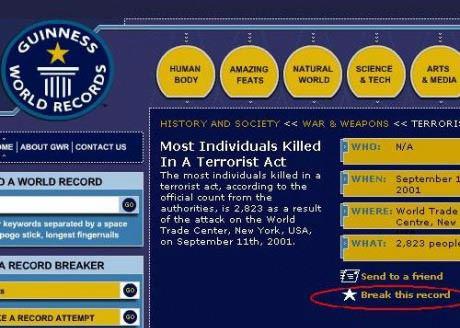 GUINNESS
WORLD RECORDS
HUMAN
BODY
AMAZING
FEATS
NATURAL
WORLD
SCIENCE
& TECH
ARTS
& MEDIA
ABOUT GWR
CONTACT US
HISTORY AND SOCIETY << WAR & WEAPONS <<
Most Individuals Killed
In A Terrorist Act
The most individuals killed in a
terrorist act, according to the
official count from the
authorities, is 2,823 as a result
of the attack on the World
Trade Center, New York, USA,
on September 11th, 2001.
WHO: N/A
WHEN: September 1
2001
WHERE: World Trade
Centre, New
WHAT: 2,823 people
Send to a friend
Break this record
D A WORLD RECORD
GO
keywords separated by a space
pogo stick, longest fingernails
A RECORD BREAKER
GO
A RECORD ATTEMPT
GO